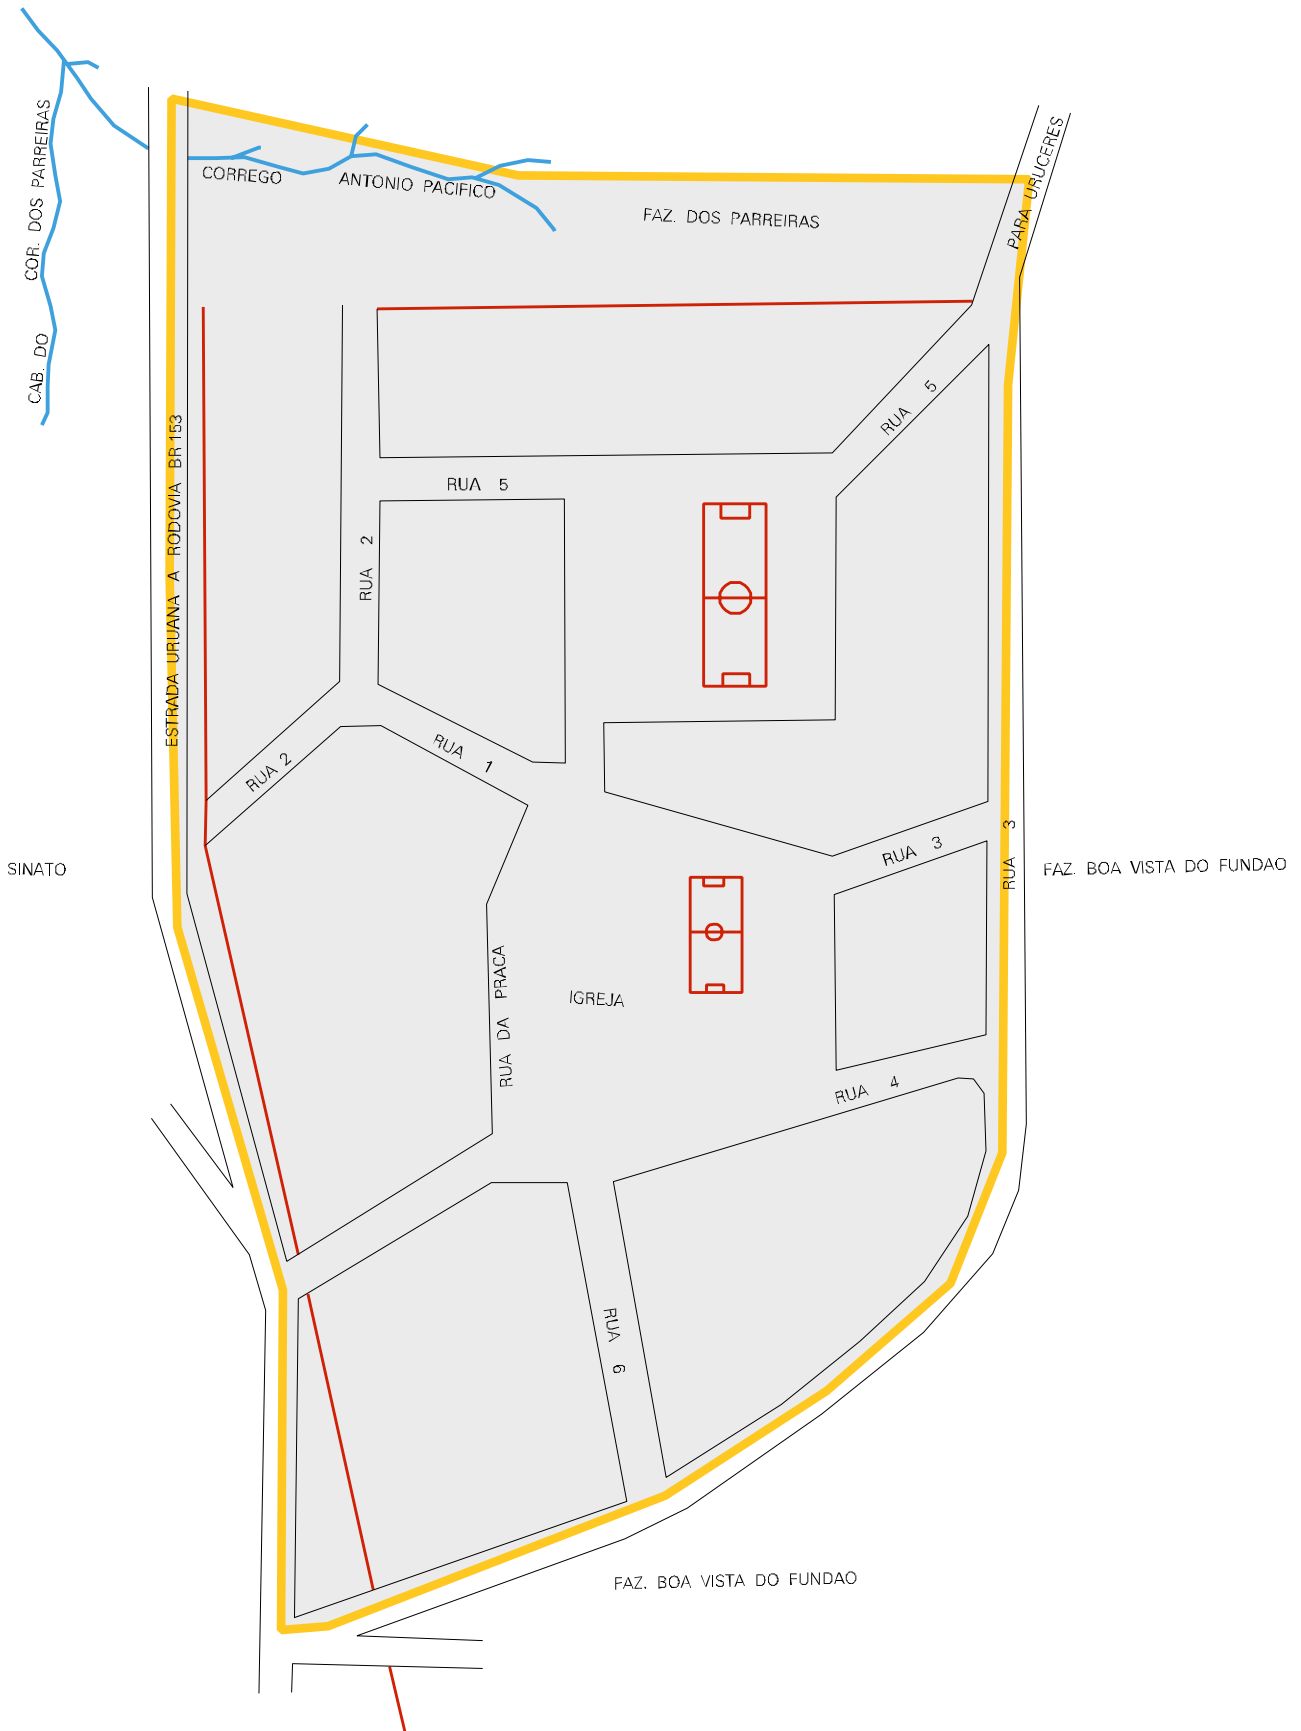 COR. DOS PARREIRAS
CAB. DO
CORREGO
ANTONIO PACIFICO
FAZ. DOS PARREIRAS
PARA URUCERES
ESTRADA URUANA A RODOVIA BR 153
RUA 5
RUA 5
RUA 2
RUA 2
RUA 1
RUA 3
RUA 3
SINATO
FAZ. BOA VISTA DO FUNDAO
RUA DA PRACA
IGREJA
RUA 4
RUA 6
FAZ. BOA VISTA DO FUNDAO